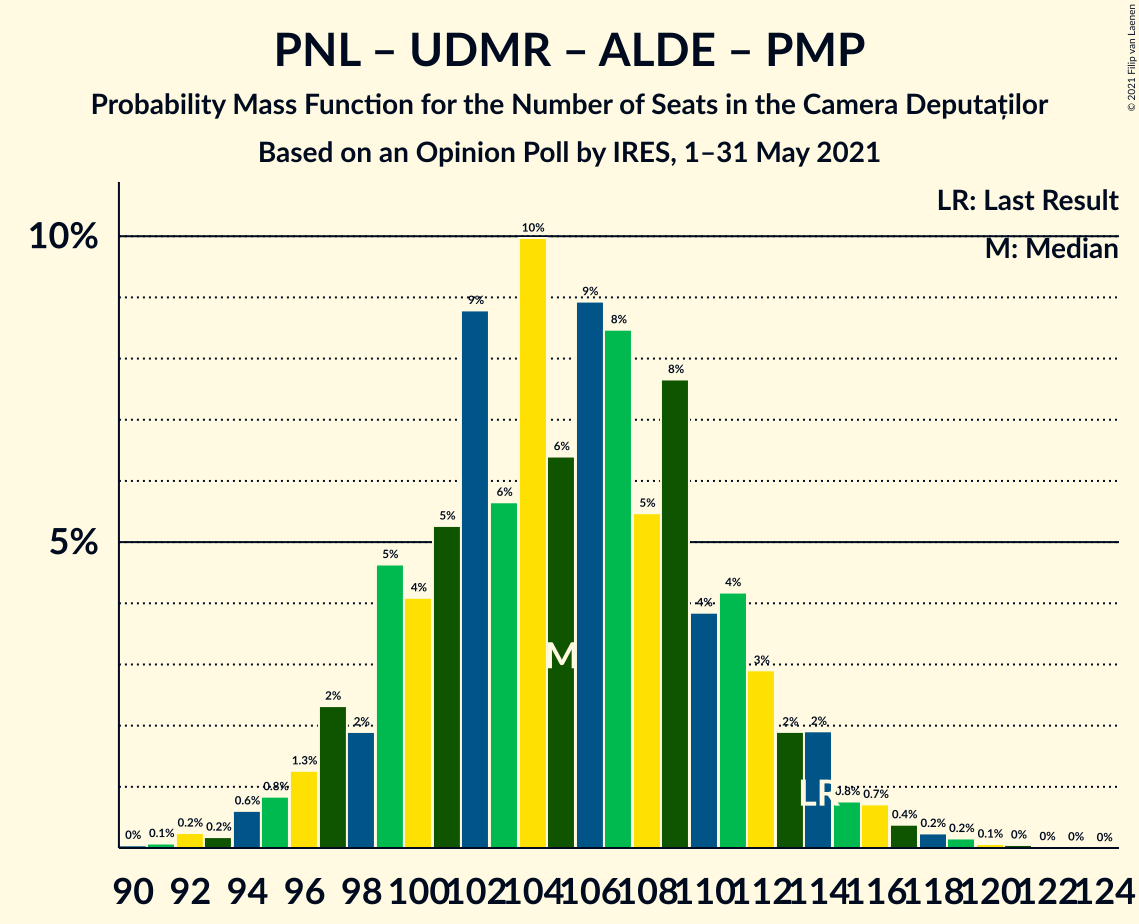 PNL – UDMR – ALDE – PMP
Probability Mass Function for the Number of Seats in the Camera Deputaților
Based on an Opinion Poll by IRES, 1–31 May 2021
© 2021 Filip van Laenen
LR: Last Result
M: Median
10%
5%
0% 0.1% 0.2% 0.2% 0.6% 0.8% 1.3% 2% 2% 5% 4% 5% 9% 6% 10% 6% 9% 8% 5% 8% 4% 4% 3% 2% 2% 0.8% 0.7% 0.4% 0.2% 0.2% 0.1% 0% 0% 0% 0%
M
LR
90 92 94 96 98 100 102 104 106 108 110 112 114 116 118 120 122 124